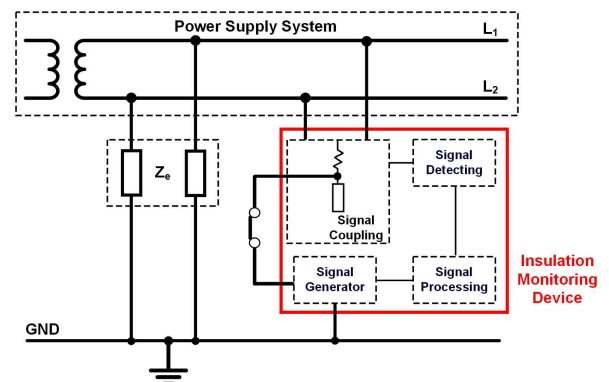 Power Supply System
L1
L2
Ze
Signal
Detecting
Signal
Coupling
Insulation
Monitoring
Device
Signal
Generator
Signal
Processing
GND